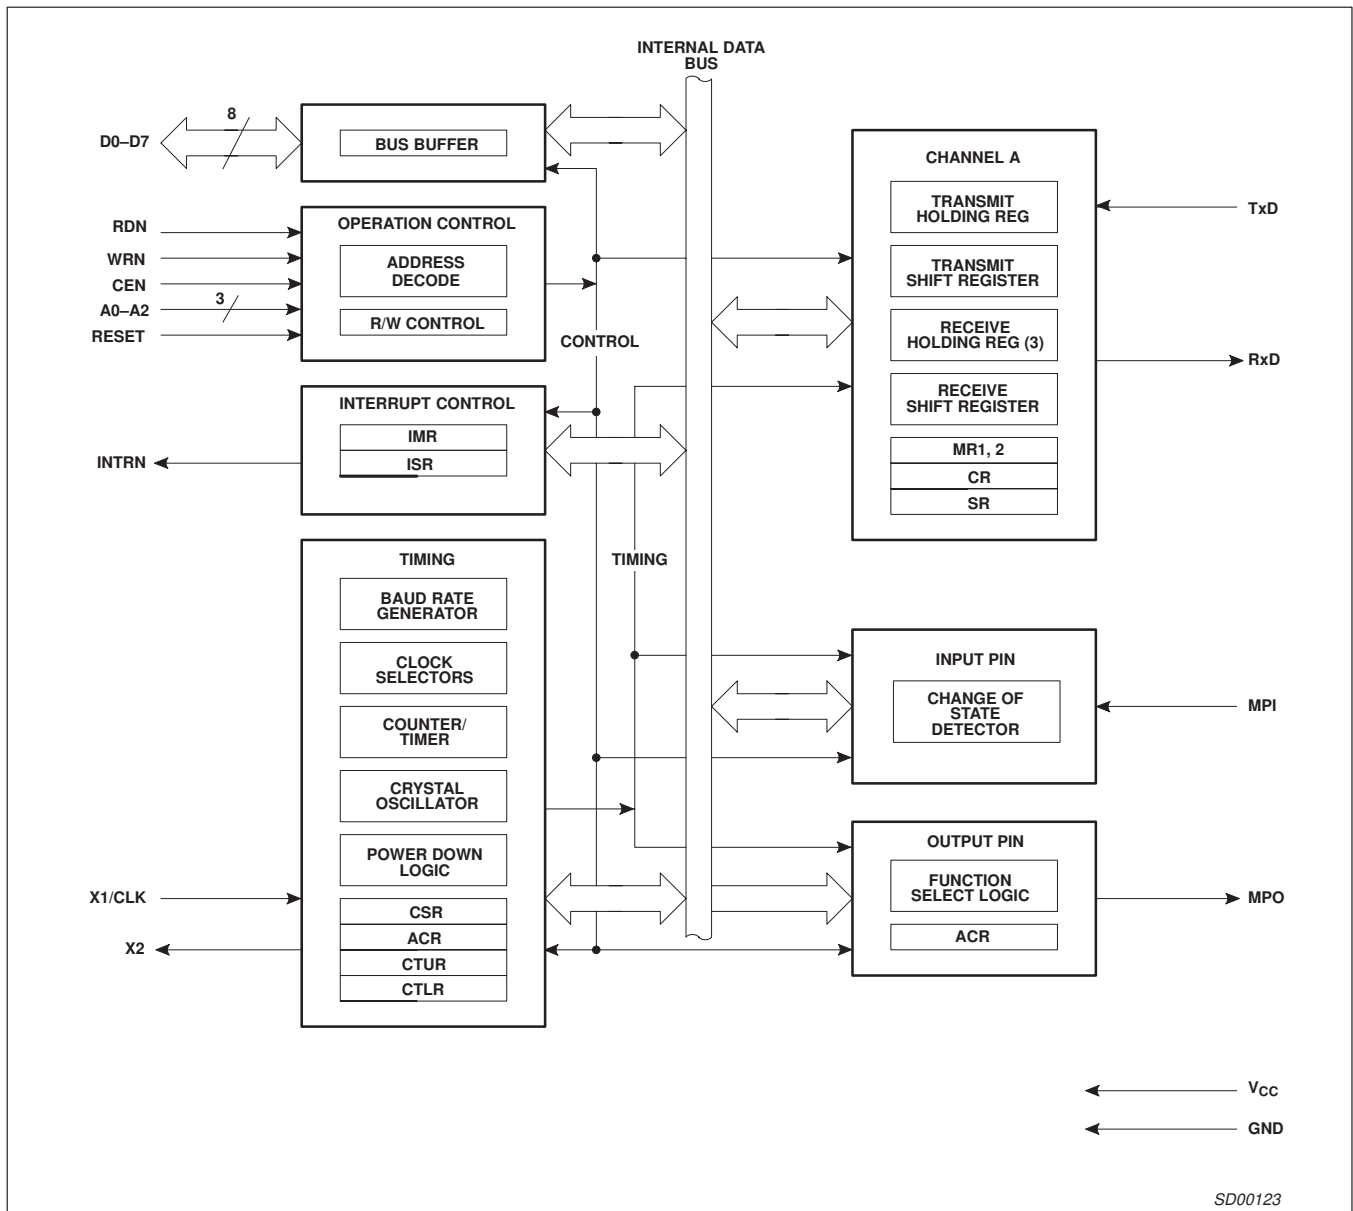 INTERNAL DATA
BUS
8
D0–D7
BUS BUFFER
RDN
WRN
CEN
A0–A2
RESET
3
OPERATION CONTROL
ADDRESS
DECODE
R/W CONTROL
CONTROL
INTRN
INTERRUPT CONTROL
IMR
ISR
TIMING
BAUD RATE
GENERATOR
CLOCK
SELECTORS
COUNTER/
TIMER
CRYSTAL
OSCILLATOR
POWER DOWN
LOGIC
CSR
ACR
CTUR
CTLR
X1/CLK
X2
TIMING
CHANNEL A
TRANSMIT
HOLDING REG
TRANSMIT
SHIFT REGISTER
RECEIVE
HOLDING REG (3)
RECEIVE
SHIFT REGISTER
MR1, 2
CR
SR
TxD
RxD
INPUT PIN
CHANGE OF
STATE
DETECTOR
MPI
OUTPUT PIN
FUNCTION
SELECT LOGIC
ACR
MPO
VCC
GND
SD00123